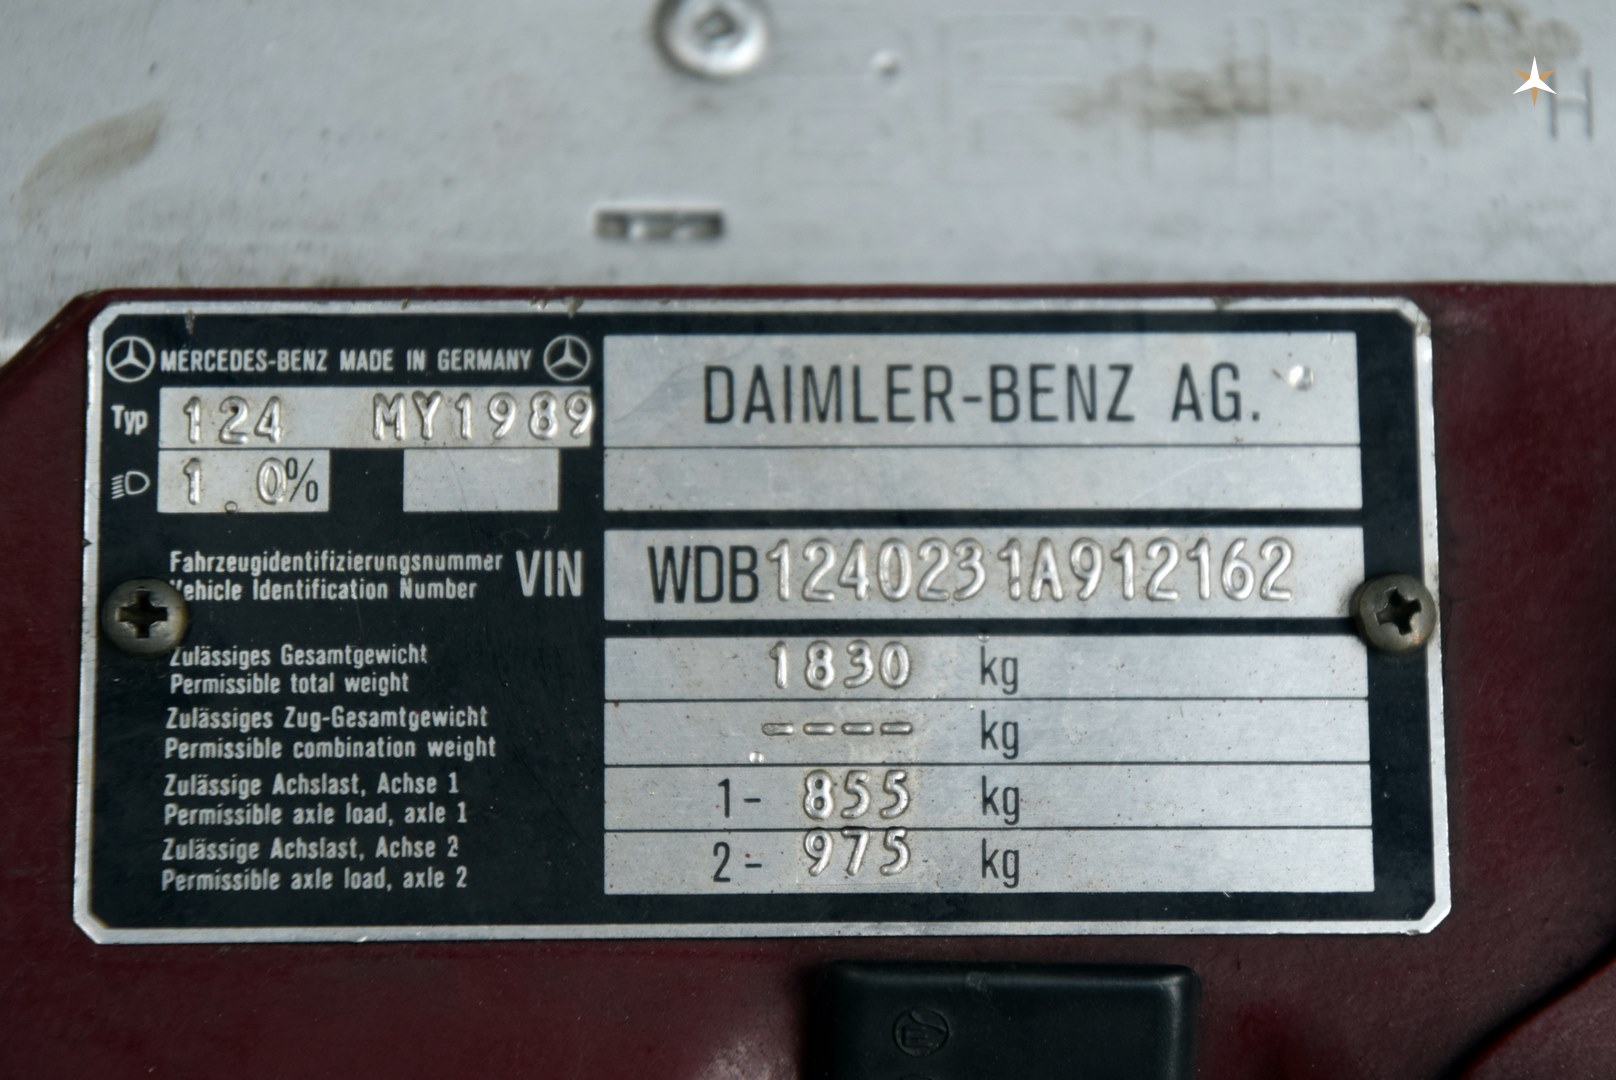 H
MERCEDES-BENZ MADE IN GERMANY
DAIMLER-BENZ AG.
Typ 124 MY1989
1.0%
Fahrzeugidentifizierungsnummer
Vehicle Identification Number
VIN
WDB1240231A912162
Zulässiges Gesamtgewicht
Permissible total weight
1830 kg
Zulässiges Zug-Gesamtgewicht
Permissible combination weight
---- kg
Zulässige Achslast, Achse 1
Permissible axle load, axle 1
1- 855 kg
Zulässige Achslast, Achse 2
Permissible axle load, axle 2
2- 975 kg